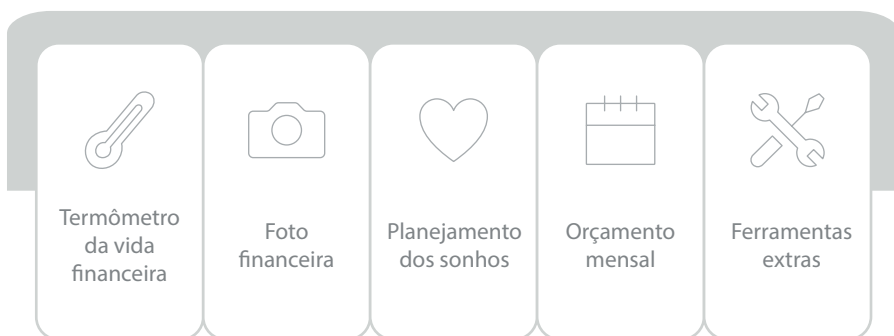 Termômetro
da vida
financeira
Foto
financeira
Planejamento
dos sonhos
Orçamento
mensal
Ferramentas
extras